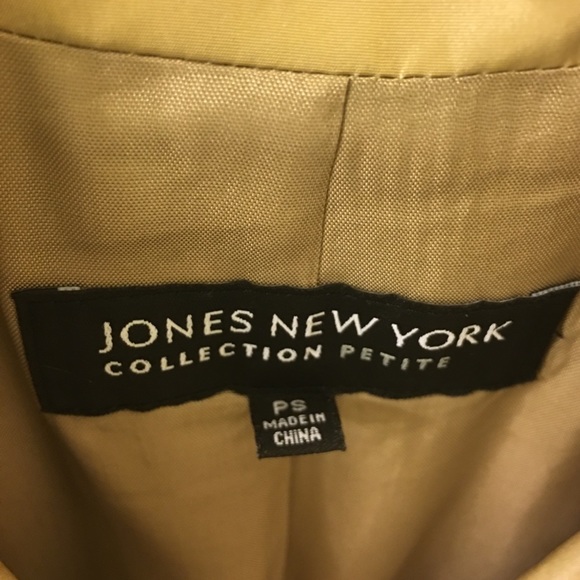 JONES NEW YORK
COLLECTION PETITE
PS
MADE IN
CHINA